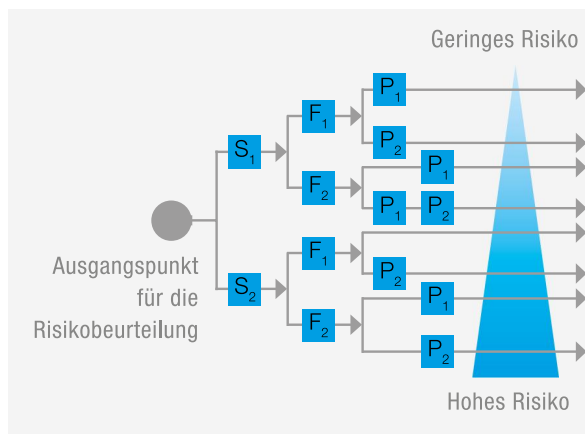 Geringes Risiko
P₁
F₁
P₂
S₁
P₁
F₂
P₁ P₂
Ausgangspunkt
für die
Risikobeurteilung
F₁
P₂
S₂
P₁
F₂
P₂
Hohes Risiko